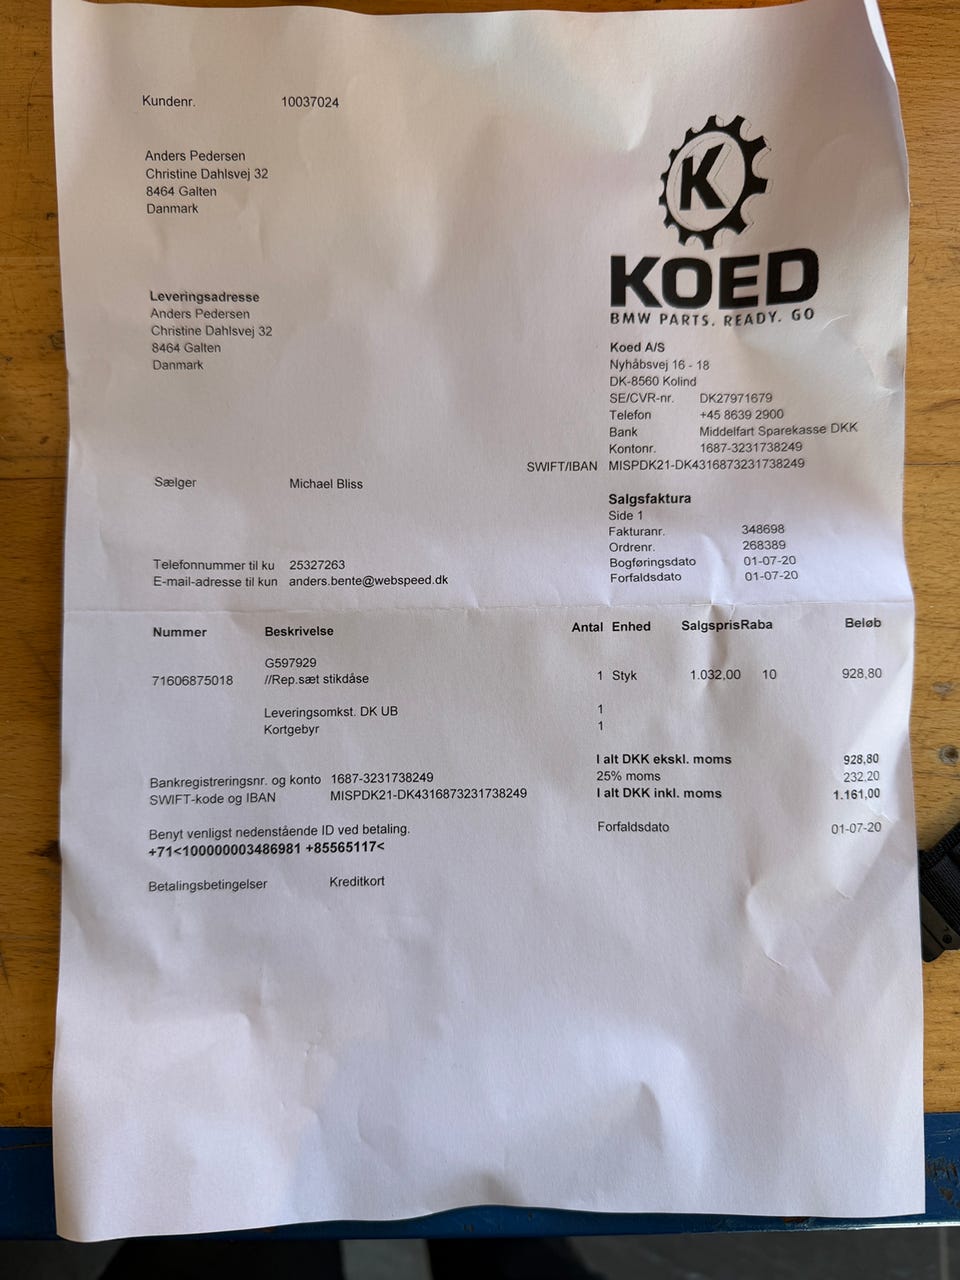 Kundenr. 10037024
Anders Pedersen
Christine Dahlsvej 32
8464 Galten
Danmark
K
KOED
BMW PARTS. READY. GO
Leveringsadresse
Anders Pedersen
Christine Dahlsvej 32
8464 Galten
Danmark
Koed A/S
Nyhåbsvej 16 - 18
DK-8560 Kolind
SE/CVR-nr. DK27971679
Telefon +45 8639 2900
Bank Middelfart Sparekasse DKK
Kontonr. 1687-3231738249
SWIFT/IBAN MISPDK21-DK4316873231738249
Sælger Michael Bliss
Salgsfaktura
Side 1
Fakturanr. 348698
Ordrenr. 268389
Bogføringsdato 01-07-20
Forfaldsdato 01-07-20
Telefonnummer til ku 25327263
E-mail-adresse til kun anders.bente@webspeed.dk
Nummer Beskrivelse Antal Enhed SalgsprisRaba Beløb
G597929
71606875018 //Rep.sæt stikdåse 1 Styk 1.032,00 10 928,80
Leveringsomkst. DK UB 1
Kortgebyr 1
I alt DKK ekskl. moms 928,80
25% moms 232,20
I alt DKK inkl. moms 1.161,00
Bankregistreringsnr. og konto 1687-3231738249
SWIFT-kode og IBAN MISPDK21-DK4316873231738249
Forfaldsdato 01-07-20
Benyt venligst nedenstående ID ved betaling.
+71<100000003486981 +85565117<
Betalingsbetingelser Kreditkort